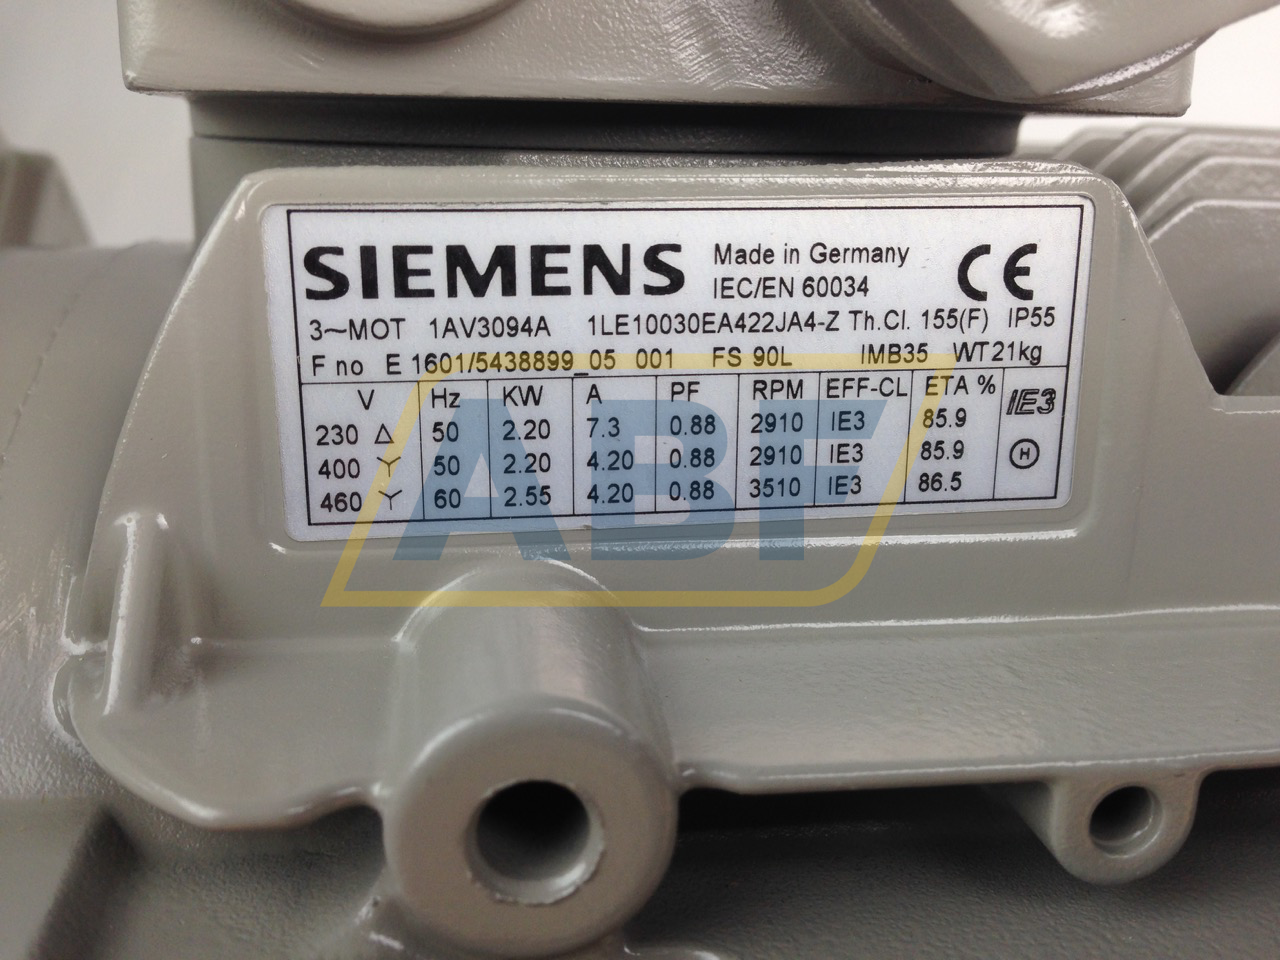 SIEMENS
Made in Germany
IEC/EN 60034
CE
3~MOT 1AV3094A 1LE10030EA422JA4-Z Th.Cl. 155(F) IP55
F no E 1601/5438899_05 001 FS 90L IMB35 WT 21kg
V Hz KW A PF RPM EFF-CL ETA % IE3
230 △ 50 2.20 7.3 0.88 2910 IE3 85.9
400 Y 50 2.20 4.20 0.88 2910 IE3 85.9 H
460 Y 60 2.55 4.20 0.88 3510 IE3 86.5
ABF